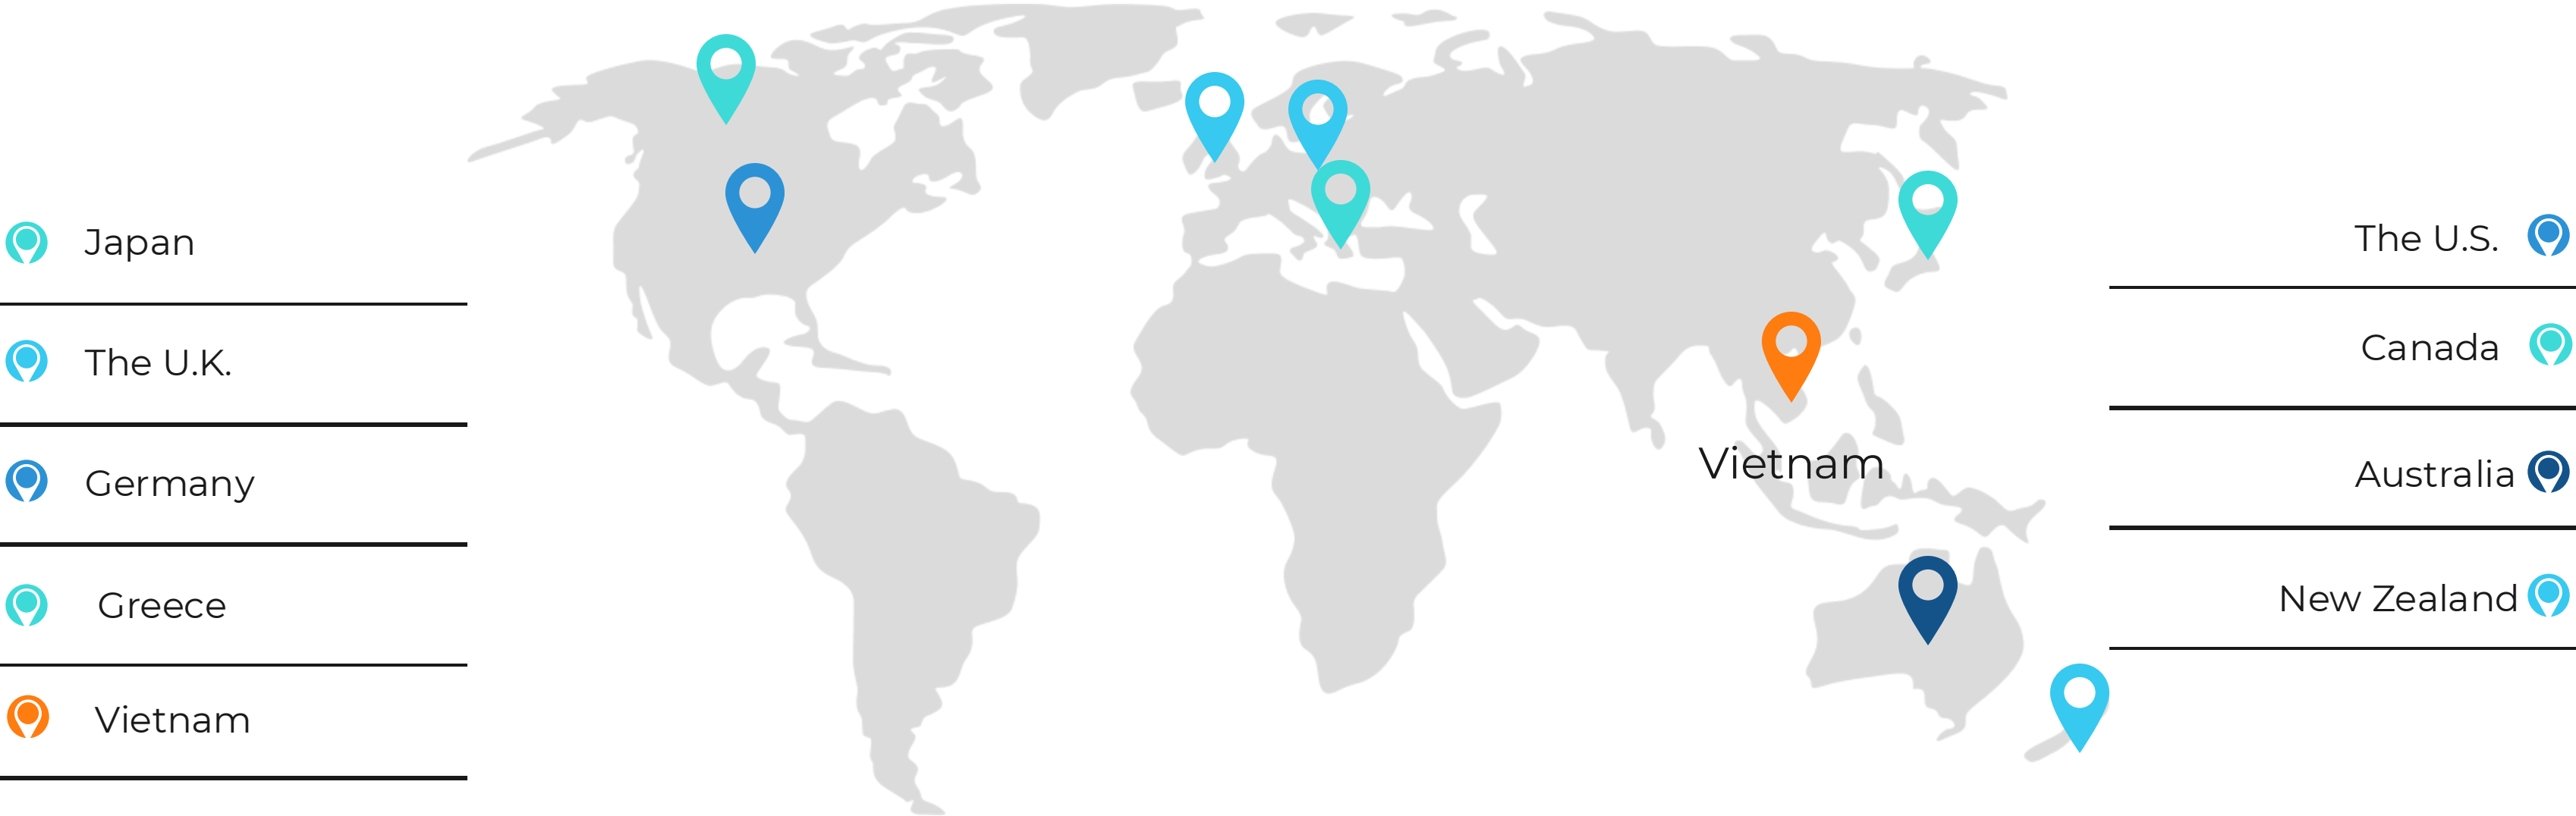 Japan
The U.K.
Germany
Greece
Vietnam
Vietnam
The U.S.
Canada
Australia
New Zealand